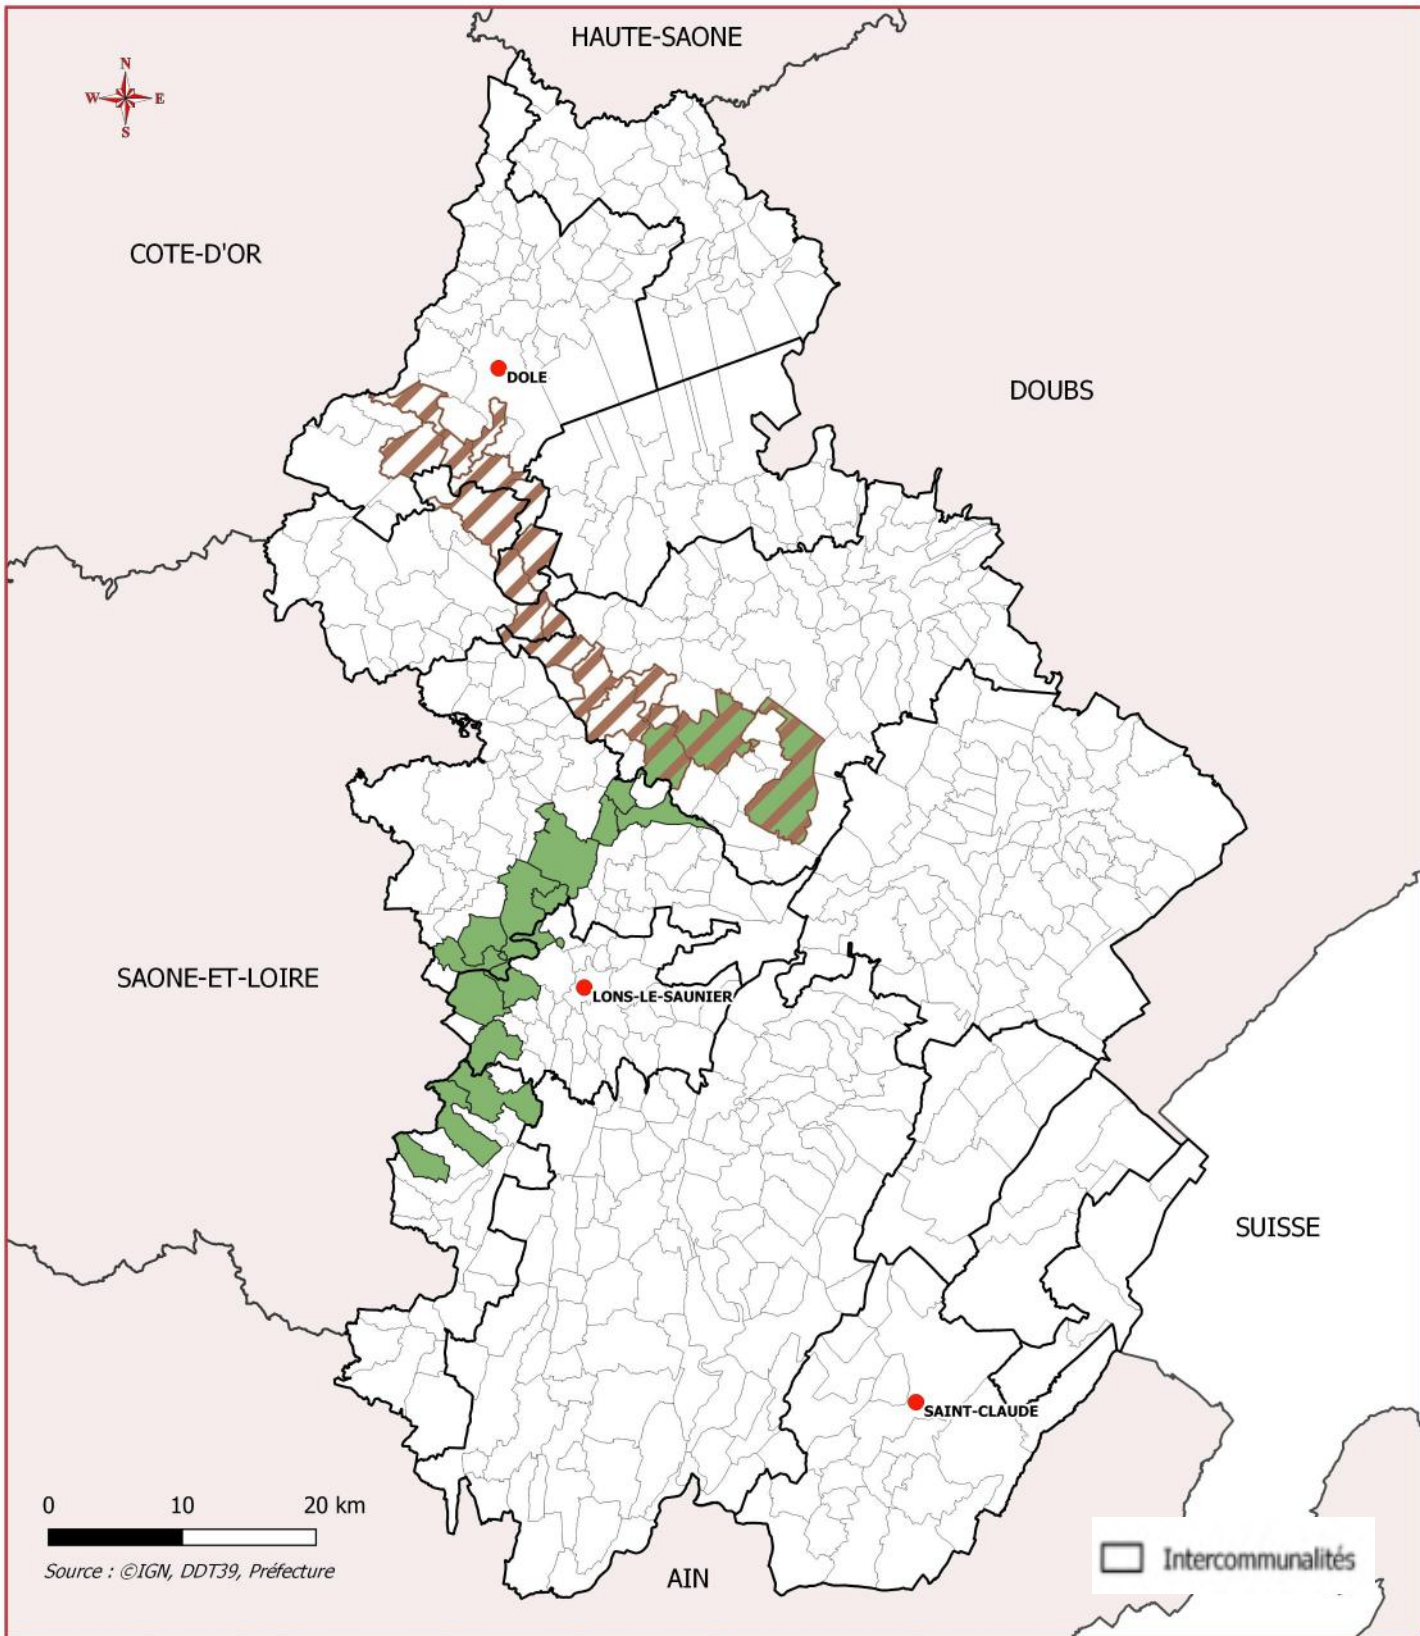 HAUTE-SAONE
N
W E
S
COTE-D'OR
DOLE
DOUBS
SAONE-ET-LOIRE
LONS-LE-SAUNIER
SUISSE
SAINT-CLAUDE
0 10 20 km
Source : ©IGN, DDT39, Préfecture
AIN
Intercommunalités